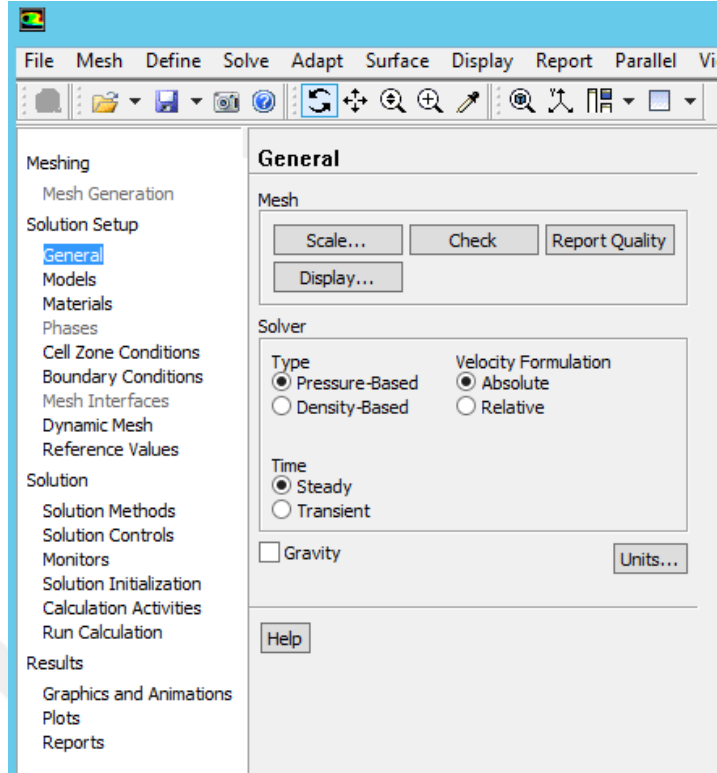 File Mesh Define Solve Adapt Surface Display Report Parallel Vi
Meshing
Mesh Generation
Solution Setup
General
Models
Materials
Phases
Cell Zone Conditions
Boundary Conditions
Mesh Interfaces
Dynamic Mesh
Reference Values
Solution
Solution Methods
Solution Controls
Monitors
Solution Initialization
Calculation Activities
Run Calculation
Results
Graphics and Animations
Plots
Reports
General
Mesh
Scale... Check Report Quality
Display...
Solver
Type Velocity Formulation
Pressure-Based Absolute
Density-Based Relative
Time
Steady
Transient
Gravity Units...
Help